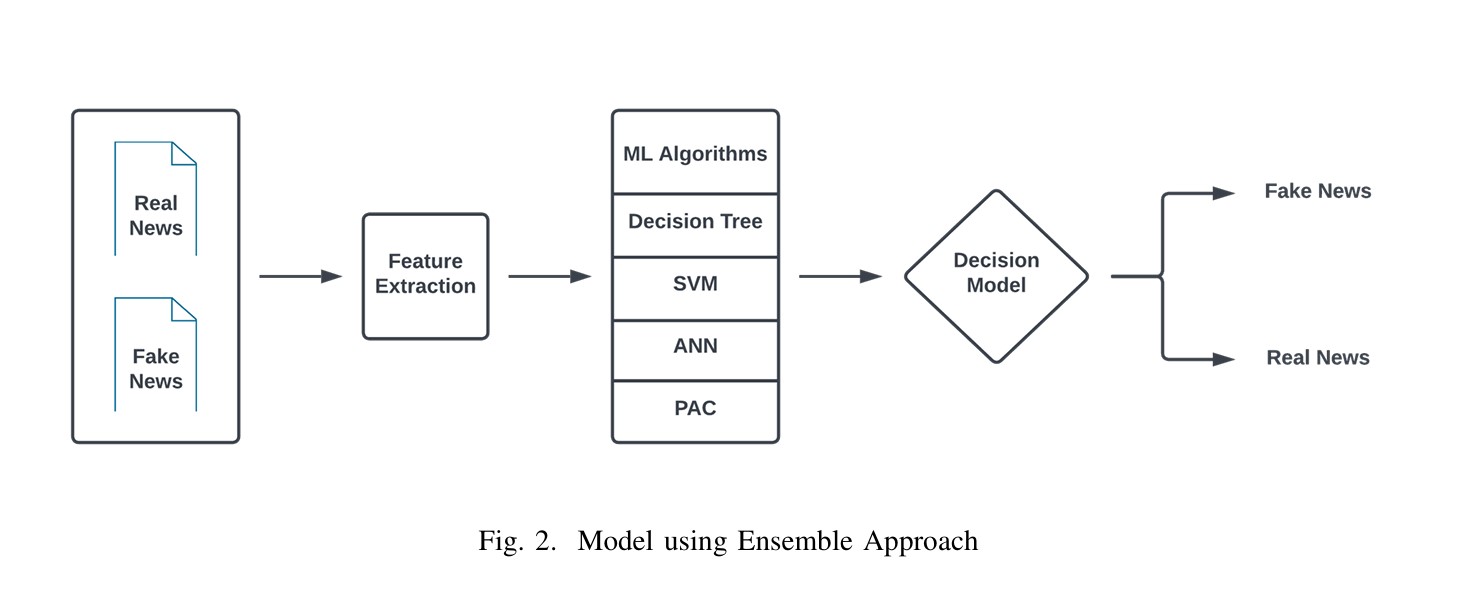 Real
News
Fake
News
Feature
Extraction
ML Algorithms
Decision Tree
SVM
ANN
PAC
Decision
Model
Fake News
Real News
Fig. 2. Model using Ensemble Approach